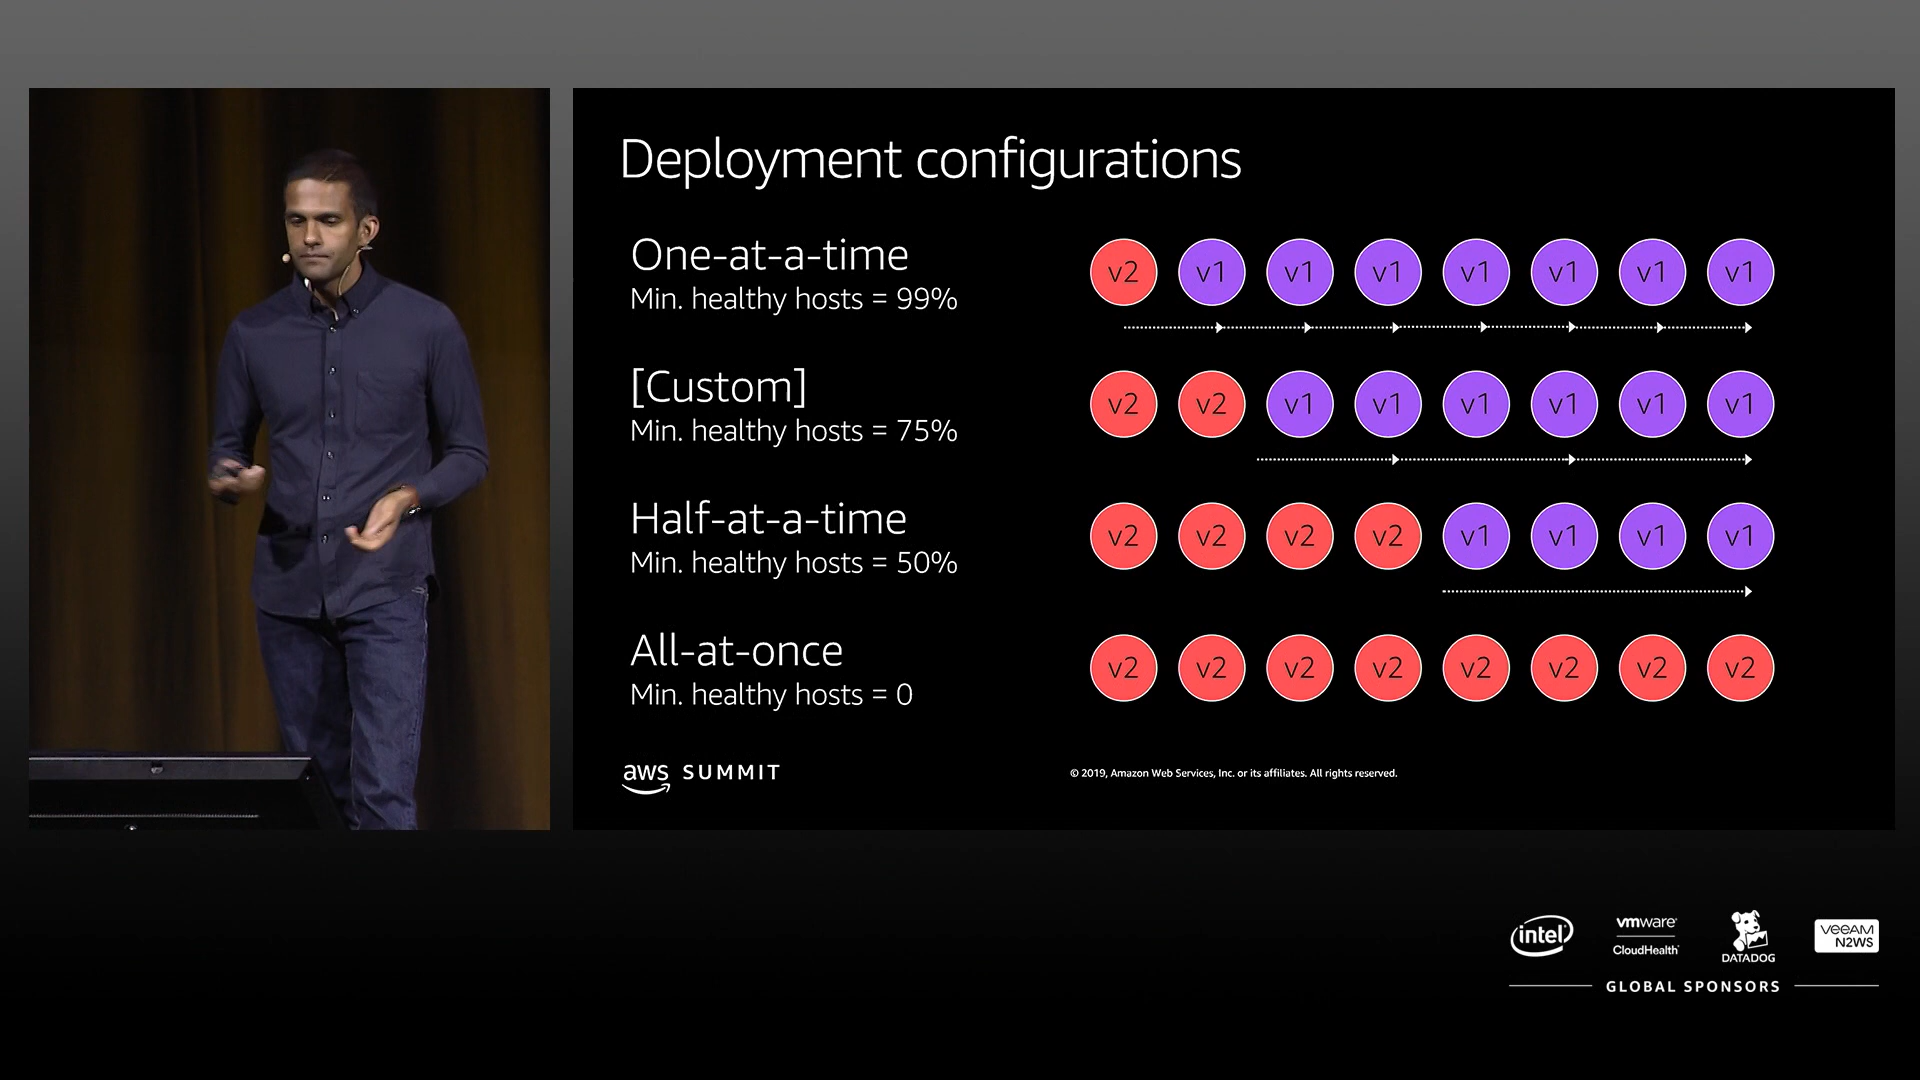 Deployment configurations
One-at-a-time
Min. healthy hosts = 99%
v2 v1 v1 v1 v1 v1 v1 v1
[Custom]
Min. healthy hosts = 75%
v2 v2 v1 v1 v1 v1 v1 v1
Half-at-a-time
Min. healthy hosts = 50%
v2 v2 v2 v2 v1 v1 v1 v1
All-at-once
Min. healthy hosts = 0
v2 v2 v2 v2 v2 v2 v2 v2
aws SUMMIT
© 2019, Amazon Web Services, Inc. or its affiliates. All rights reserved.
intel
vmware
CloudHealth
DATADOG
veeAM
N2WS
GLOBAL SPONSORS